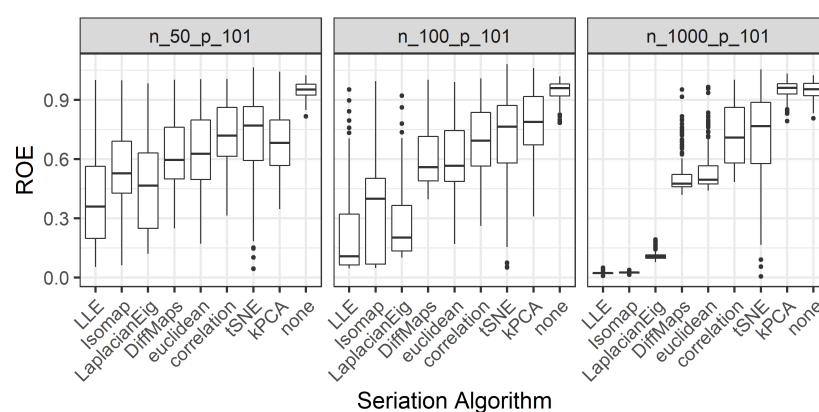 n_50_p_101
n_100_p_101
n_1000_p_101
ROE
0.9
0.6
0.3
0.0
LLE
Isomap
LaplacianEig
DiffMaps
euclidean
correlation
tSNE
kPCA
none
LLE
Isomap
LaplacianEig
DiffMaps
euclidean
correlation
tSNE
kPCA
none
LLE
Isomap
LaplacianEig
DiffMaps
euclidean
correlation
tSNE
kPCA
none
Seriation Algorithm